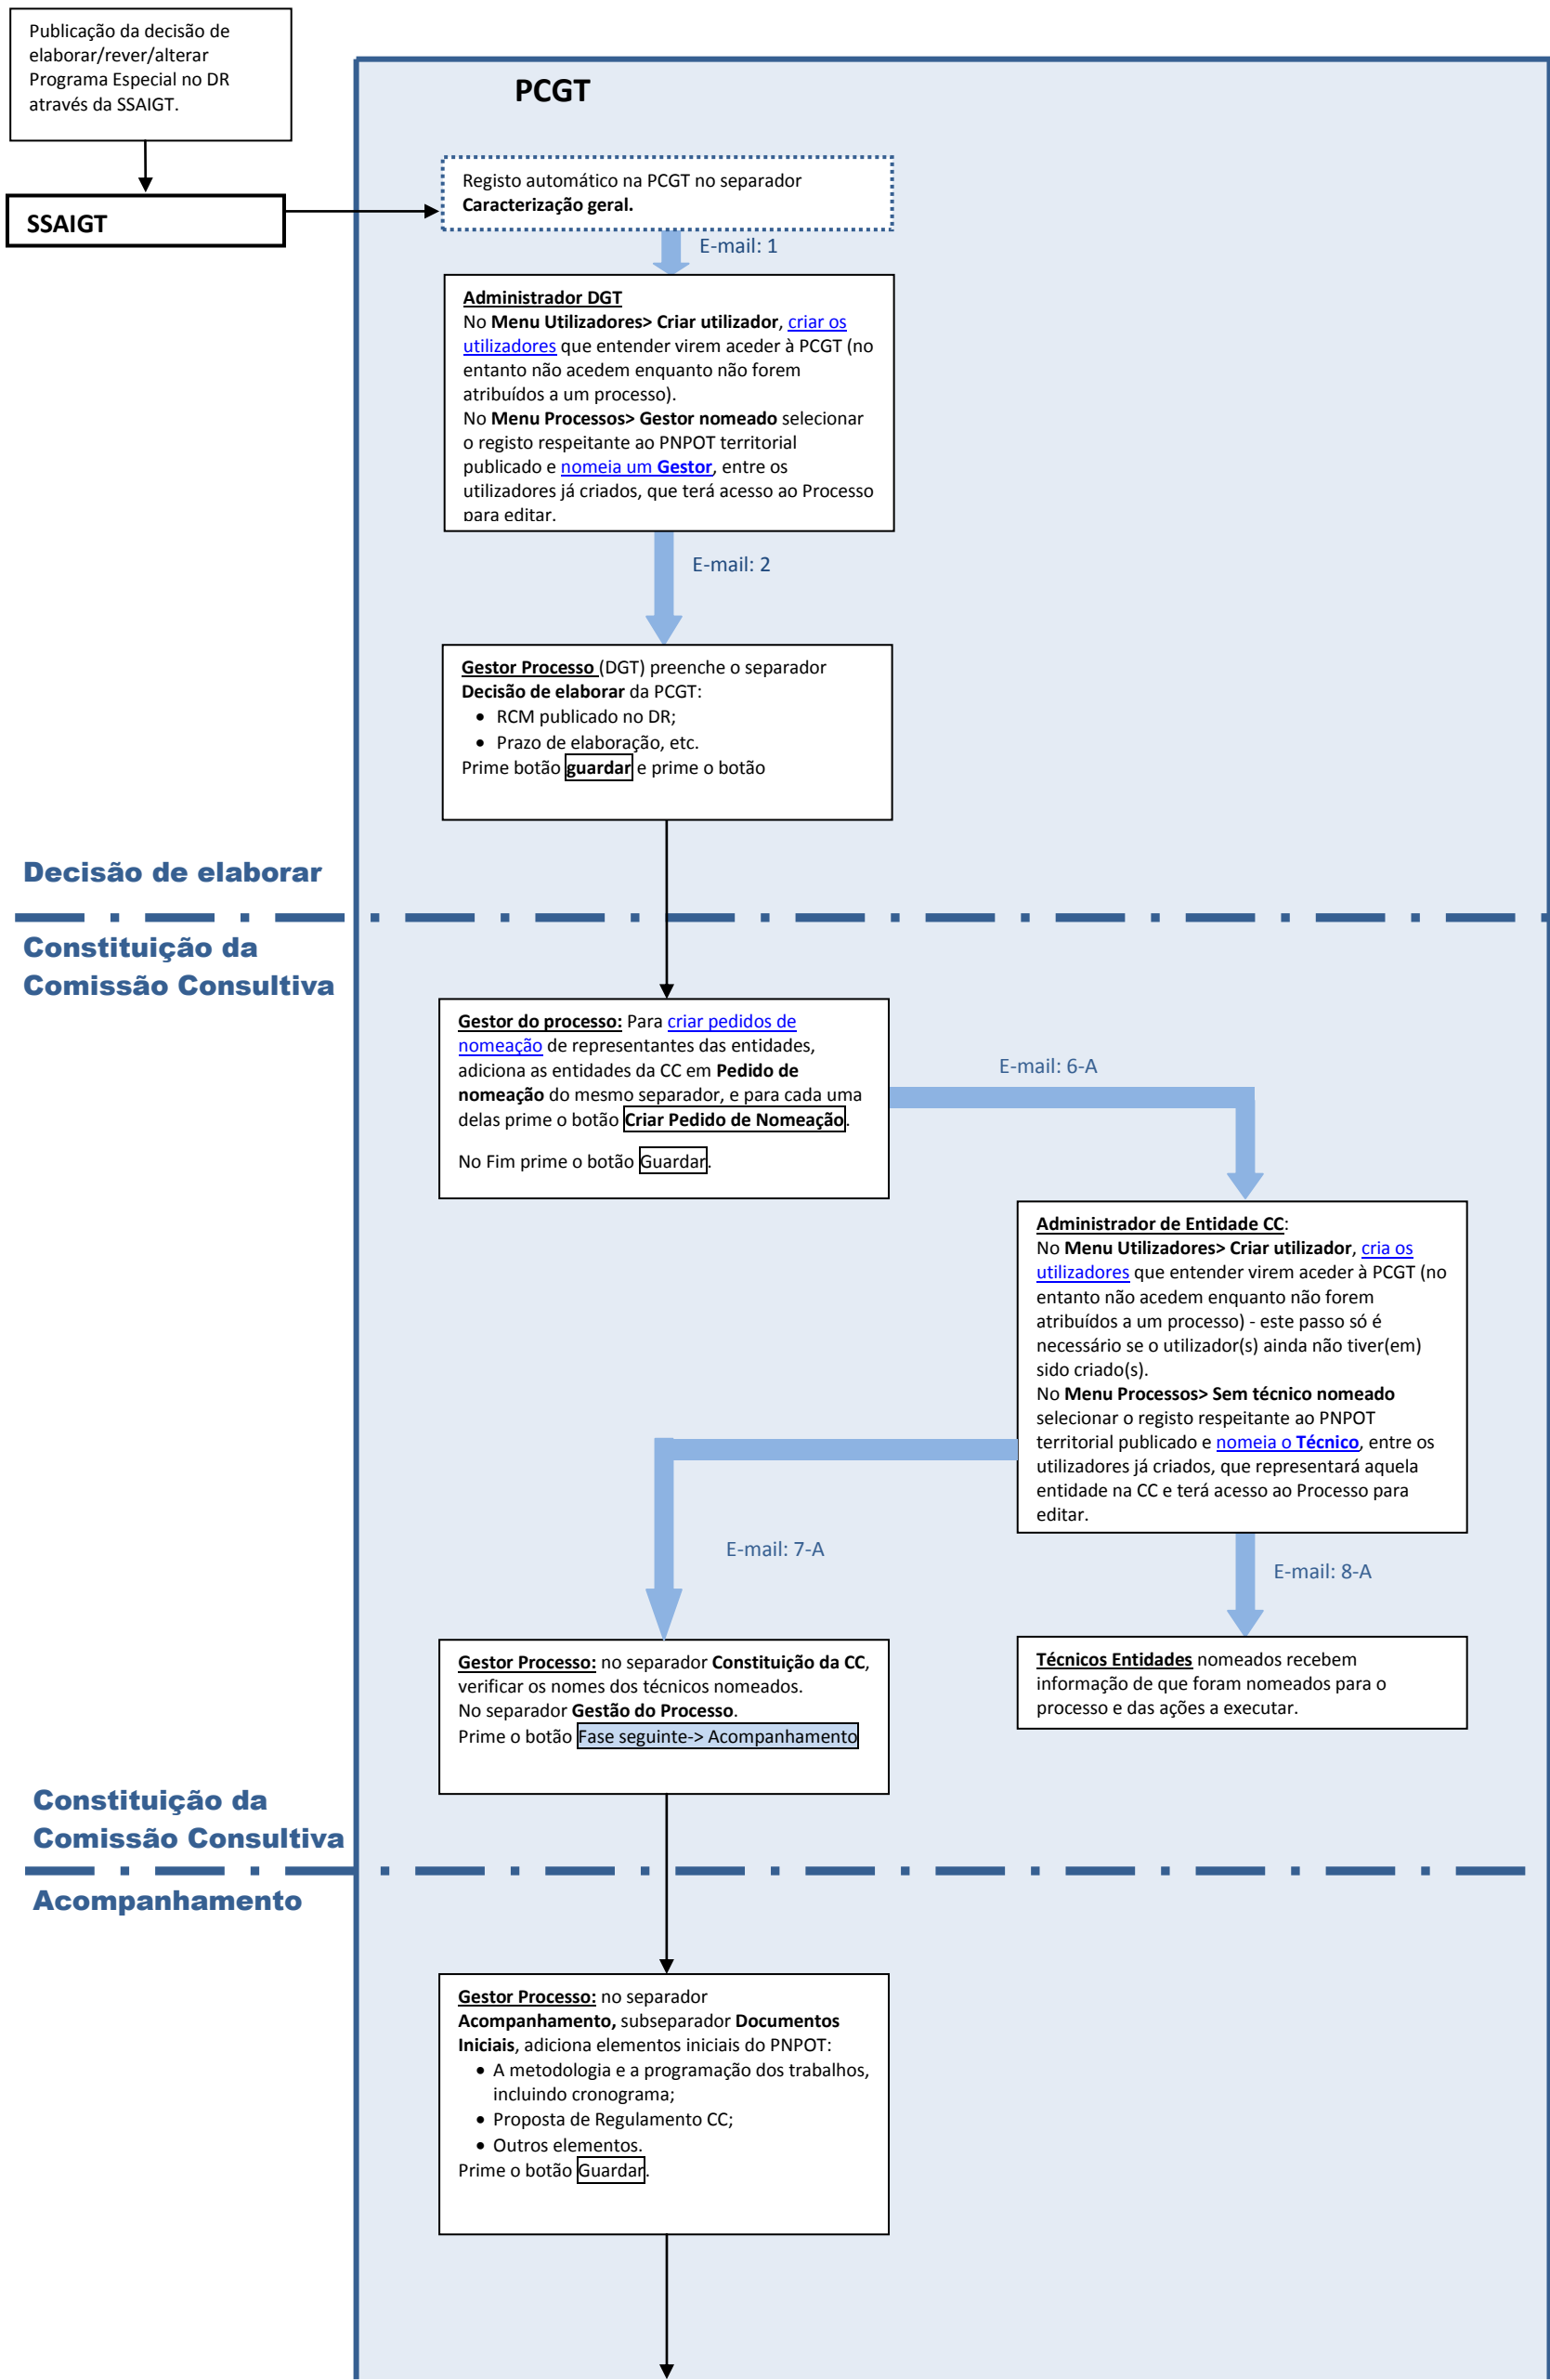 Publicação da decisão de
elaborar/rever/alterar
Programa Especial no DR
através da SSAIGT.
SSAIGT
PCGT
Registo automático na PCGT no separador
Caracterização geral.
E-mail: 1
Administrador DGT
No Menu Utilizadores> Criar utilizador, criar os
utilizadores que entender virem aceder à PCGT (no
entanto não acedem enquanto não forem
atribuídos a um processo).
No Menu Processos> Gestor nomeado selecionar
o registo respeitante ao PNPOT territorial
publicado e nomeia um Gestor, entre os
utilizadores já criados, que terá acesso ao Processo
para editar.
E-mail: 2
Gestor Processo (DGT) preenche o separador
Decisão de elaborar da PCGT:
• RCM publicado no DR;
• Prazo de elaboração, etc.
Prime botão guardar e prime o botão
Decisão de elaborar
Constituição da
Comissão Consultiva
Gestor do processo: Para criar pedidos de
nomeação de representantes das entidades,
adiciona as entidades da CC em Pedido de
nomeação do mesmo separador, e para cada uma
delas prime o botão Criar Pedido de Nomeação.
No Fim prime o botão Guardar.
E-mail: 6-A
Administrador de Entidade CC:
No Menu Utilizadores> Criar utilizador, cria os
utilizadores que entender virem aceder à PCGT (no
entanto não acedem enquanto não forem
atribuídos a um processo) - este passo só é
necessário se o utilizador(s) ainda não tiver(em)
sido criado(s).
No Menu Processos> Sem técnico nomeado
selecionar o registo respeitante ao PNPOT
territorial publicado e nomeia o Técnico, entre os
utilizadores já criados, que representará aquela
entidade na CC e terá acesso ao Processo para
editar.
E-mail: 7-A
E-mail: 8-A
Gestor Processo: no separador Constituição da CC,
verificar os nomes dos técnicos nomeados.
No separador Gestão do Processo.
Prime o botão Fase seguinte-> Acompanhamento
Técnicos Entidades nomeados recebem
informação de que foram nomeados para o
processo e das ações a executar.
Constituição da
Comissão Consultiva
Acompanhamento
Gestor Processo: no separador
Acompanhamento, subseparador Documentos
Iniciais, adiciona elementos iniciais do PNPOT:
• A metodologia e a programação dos trabalhos,
incluindo cronograma;
• Proposta de Regulamento CC;
• Outros elementos.
Prime o botão Guardar.